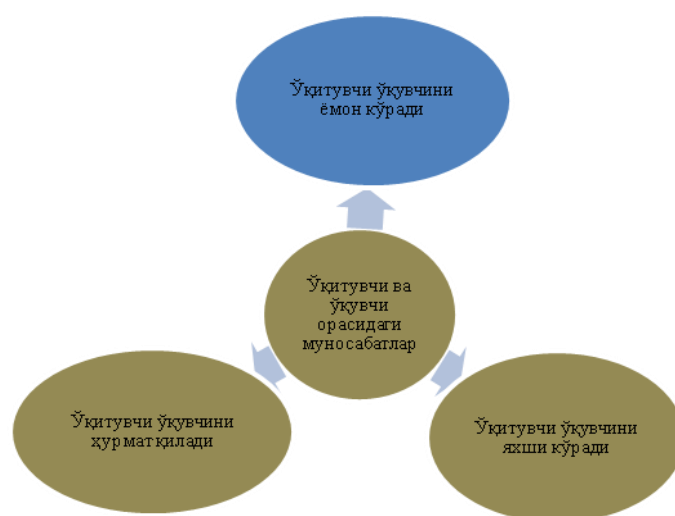 Ўқитувчи ўқувчини
ёмон кўради
Ўқитувчи ва
ўқувчи
орасидаги
муносабатлар
Ўқитувчи ўқувчини
ҳурмат қилади
Ўқитувчи ўқувчини
яхши кўради